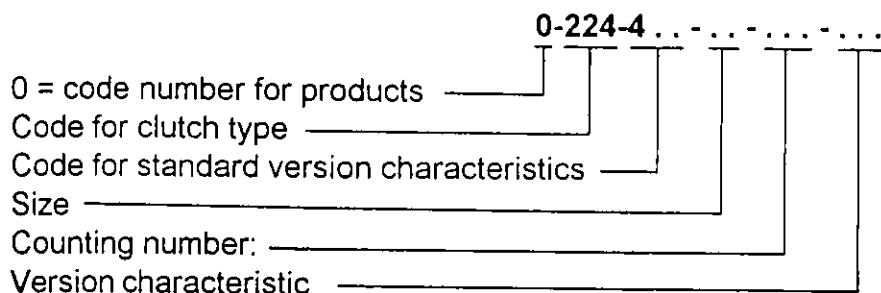 0-224-4 . . - . . - . . . - . . .
0 = code number for products
Code for clutch type
Code for standard version characteristics
Size
Counting number:
Version characteristic